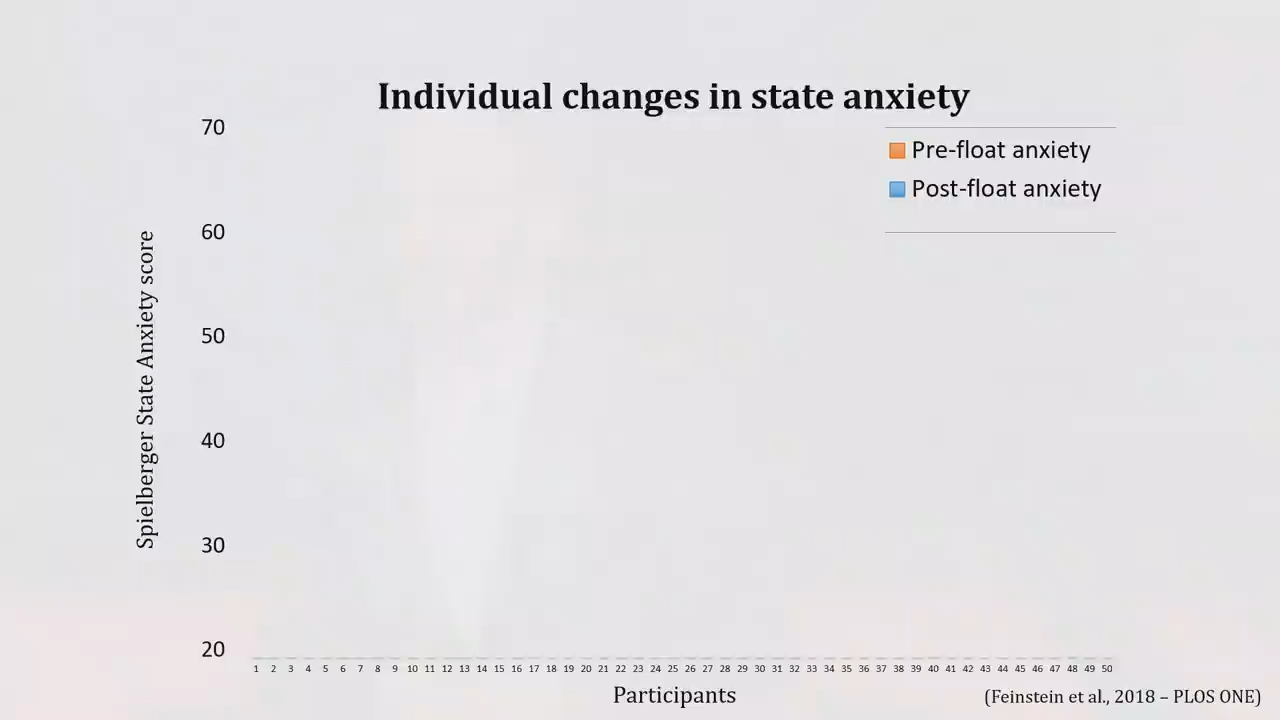 Individual changes in state anxiety
70
Pre-float anxiety
Post-float anxiety
60
50
40
30
20
Spielberger State Anxiety score
1 2 3 4 5 6 7 8 9 10 11 12 13 14 15 16 17 18 19 20 21 22 23 24 25 26 27 28 29 30 31 32 33 34 35 36 37 38 39 40 41 42 43 44 45 46 47 48 49 50
Participants
(Feinstein et al., 2018 – PLOS ONE)